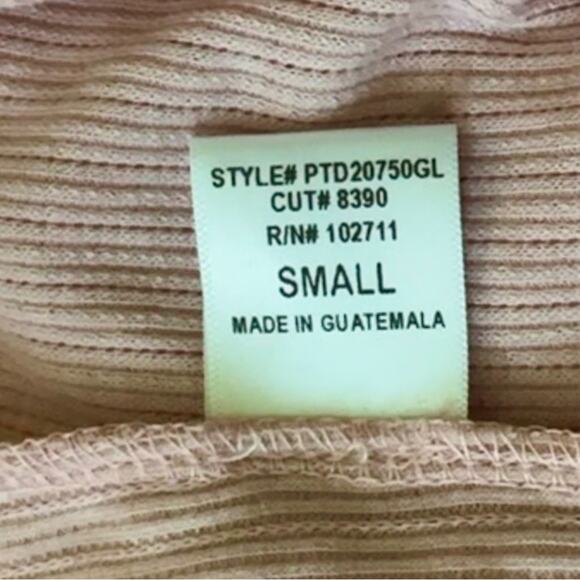 STYLE# PTD20750GL
CUT# 8390
R/N# 102711
SMALL
MADE IN GUATEMALA